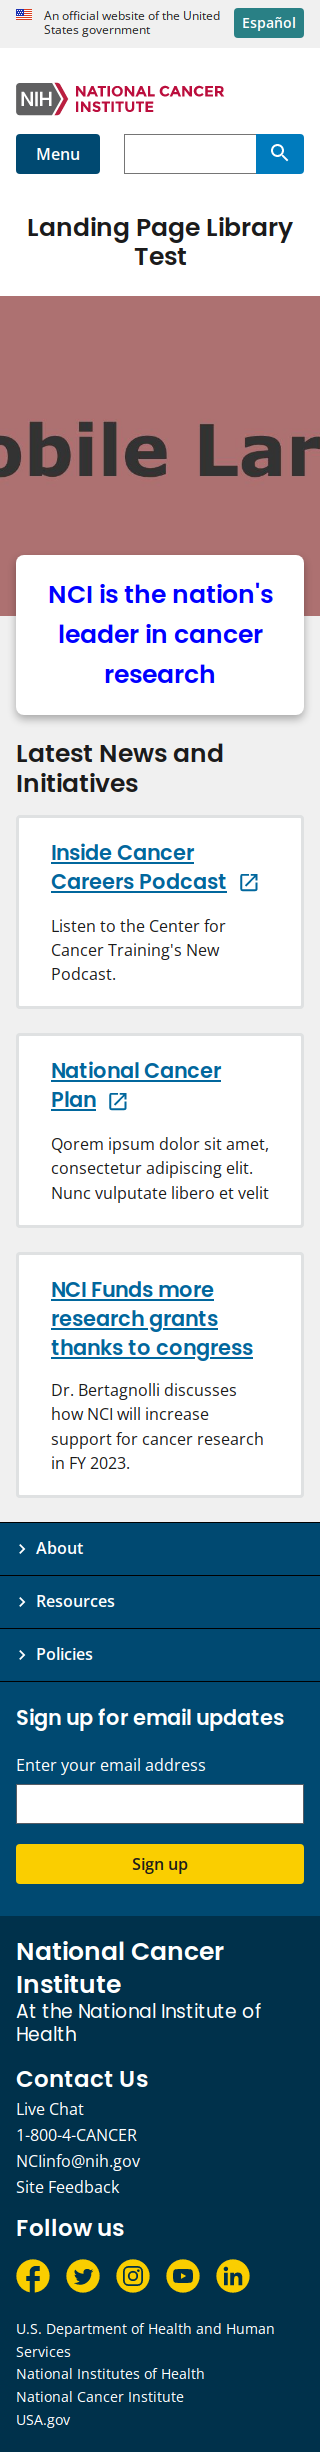 An official website of the United
States government
Español
NIH
NATIONAL CANCER
INSTITUTE
Menu
Landing Page Library
Test
obile Lan
NCI is the nation's
leader in cancer
research
Latest News and
Initiatives
Inside Cancer
Careers Podcast
Listen to the Center for
Cancer Training's New
Podcast.
National Cancer
Plan
Qorem ipsum dolor sit amet,
consectetur adipiscing elit.
Nunc vulputate libero et velit
NCI Funds more
research grants
thanks to congress
Dr. Bertagnolli discusses
how NCI will increase
support for cancer research
in FY 2023.
About
Resources
Policies
Sign up for email updates
Enter your email address
Sign up
National Cancer
Institute
At the National Institute of
Health
Contact Us
Live Chat
1-800-4-CANCER
NCIinfo@nih.gov
Site Feedback
Follow us
U.S. Department of Health and Human
Services
National Institutes of Health
National Cancer Institute
USA.gov